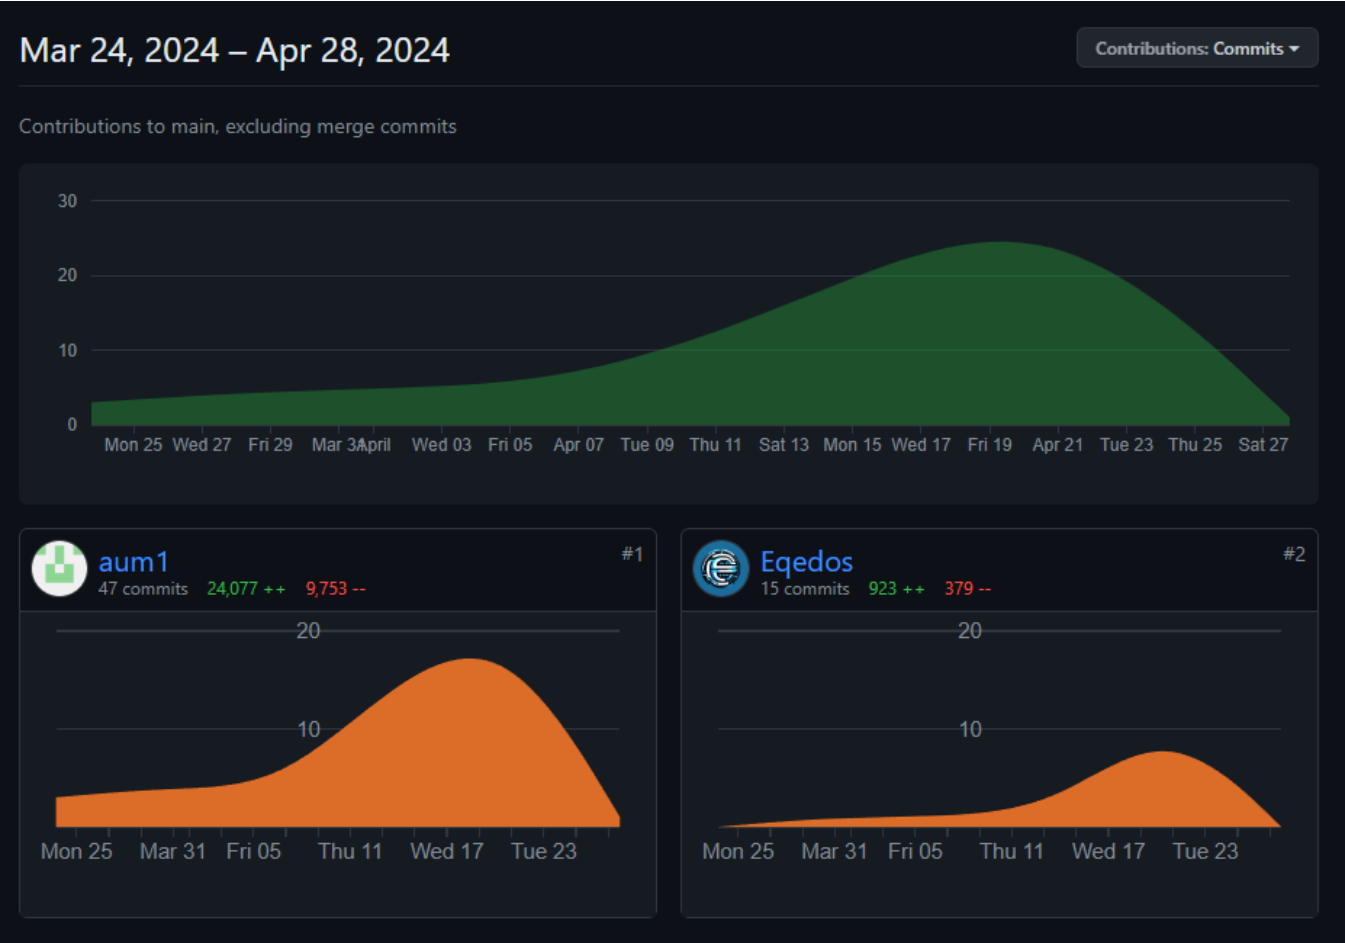 Mar 24, 2024 – Apr 28, 2024
Contributions: Commits
Contributions to main, excluding merge commits
30
20
10
0
Mon 25 Wed 27 Fri 29 Mar 31 April Wed 03 Fri 05 Apr 07 Tue 09 Thu 11 Sat 13 Mon 15 Wed 17 Fri 19 Apr 21 Tue 23 Thu 25 Sat 27
aum1
#1
47 commits 24,077 ++ 9,753 --
20
10
Mon 25 Mar 31 Fri 05 Thu 11 Wed 17 Tue 23
Eqedos
#2
15 commits 923 ++ 379 --
20
10
Mon 25 Mar 31 Fri 05 Thu 11 Wed 17 Tue 23